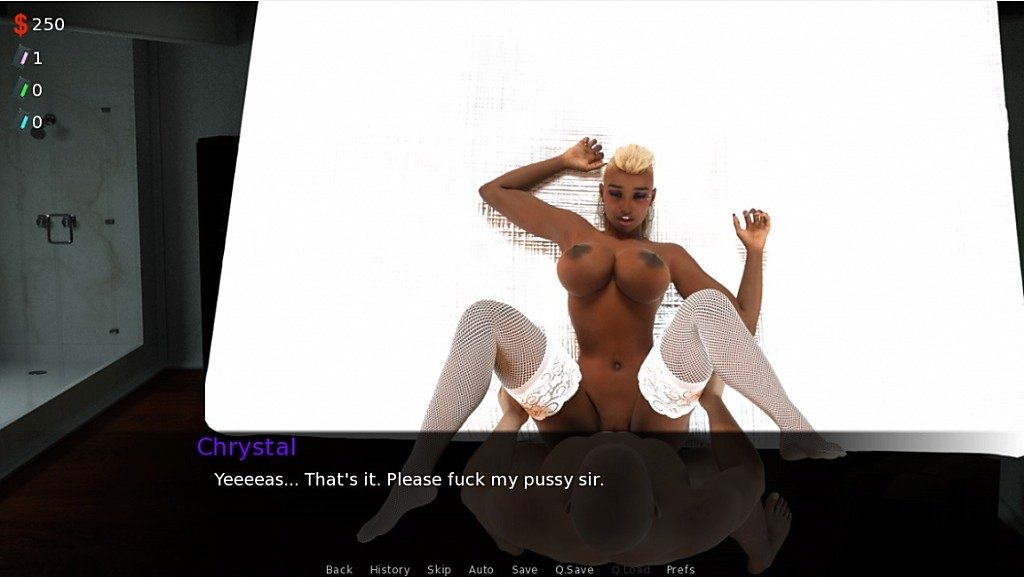 $ 250
1
0
0
Chrystal
Yeeeeas... That's it. Please fuck my pussy sir.
Back History Skip Auto Save Q.Save Q.Load Prefs